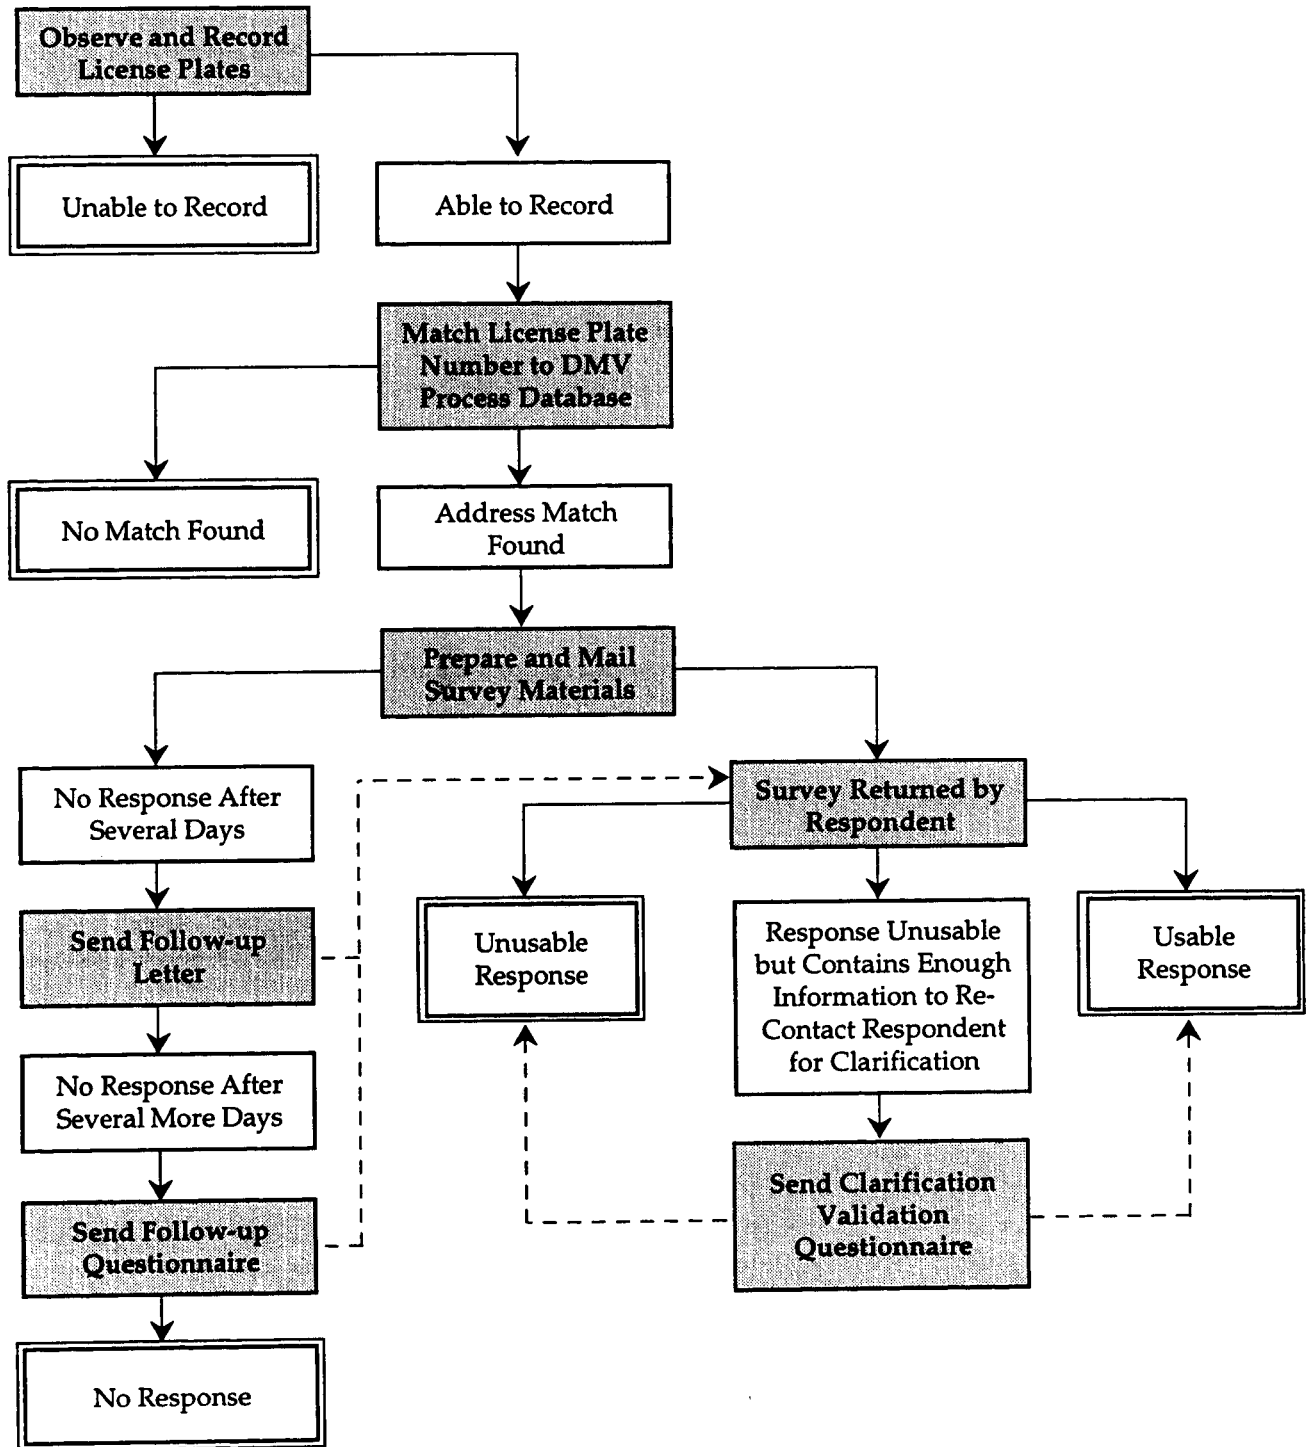 Observe and Record
License Plates
Unable to Record
Able to Record
Match License Plate
Number to DMV
Process Database
No Match Found
Address Match
Found
Prepare and Mail
Survey Materials
No Response After
Several Days
Survey Returned by
Respondent
Send Follow-up
Letter
Unusable
Response
Response Unusable
but Contains Enough
Information to Re-
Contact Respondent
for Clarification
Usable
Response
No Response After
Several More Days
Send Follow-up
Questionnaire
Send Clarification
Validation
Questionnaire
No Response